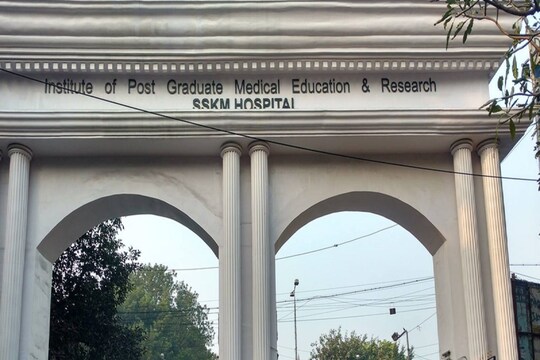 Institute of Post Graduate Medical Education & Research
SSKM HOSPITAL